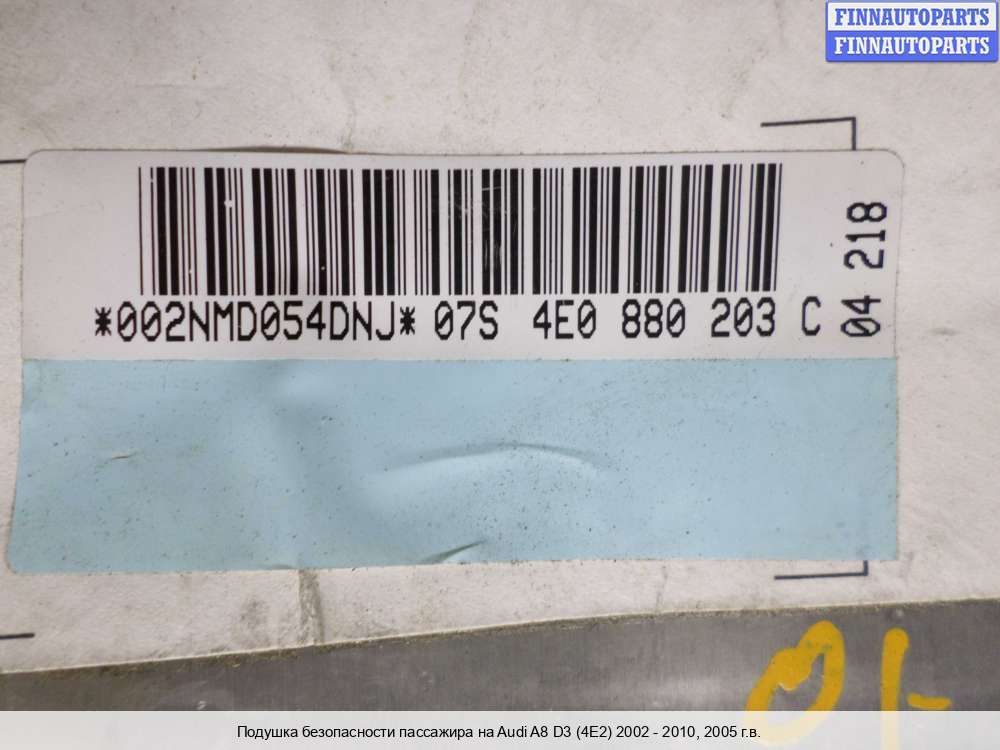 FINNAUTOPARTS
FINNAUTOPARTS
*002NMD054DNJ* 07S 4E0 880 203 C
04 218
01-
Подушка безопасности пассажира на Audi A8 D3 (4E2) 2002 - 2010, 2005 г.в.